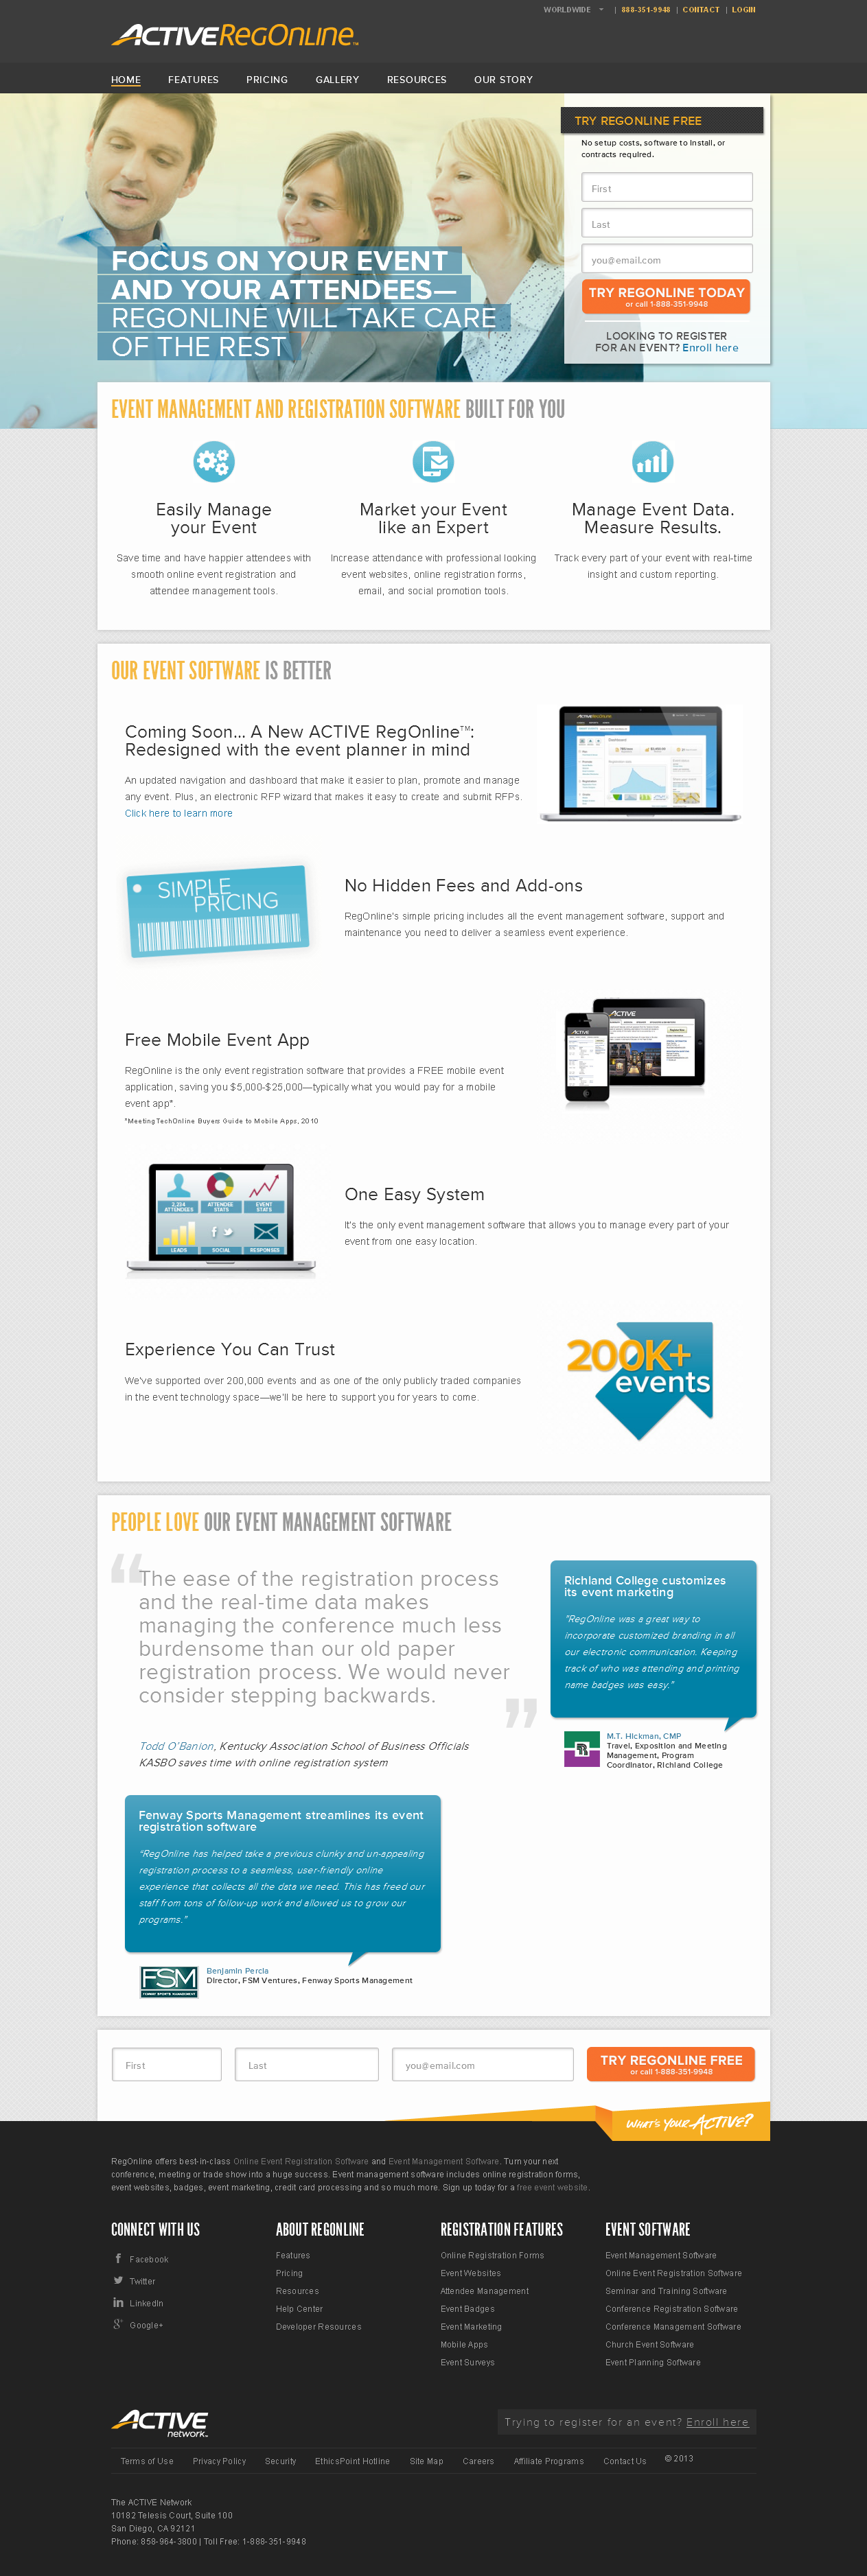 WORLDWIDE | 888-351-9948 | CONTACT | LOGIN
ACTIVE RegOnline™
HOME FEATURES PRICING GALLERY RESOURCES OUR STORY
FOCUS ON YOUR EVENT
AND YOUR ATTENDEES—
REGONLINE WILL TAKE CARE
OF THE REST
TRY REGONLINE FREE
No setup costs, software to install, or
contracts required.
First
Last
you@email.com
TRY REGONLINE TODAY
or call 1-888-351-9948
LOOKING TO REGISTER
FOR AN EVENT? Enroll here
EVENT MANAGEMENT AND REGISTRATION SOFTWARE BUILT FOR YOU
Easily Manage
your Event
Save time and have happier attendees with
smooth online event registration and
attendee management tools.
Market your Event
like an Expert
Increase attendance with professional looking
event websites, online registration forms,
email, and social promotion tools.
Manage Event Data.
Measure Results.
Track every part of your event with real-time
insight and custom reporting.
OUR EVENT SOFTWARE IS BETTER
Coming Soon... A New ACTIVE RegOnline™:
Redesigned with the event planner in mind
An updated navigation and dashboard that make it easier to plan, promote and manage
any event. Plus, an electronic RFP wizard that makes it easy to create and submit RFPs.
Click here to learn more
SIMPLE
PRICING
No Hidden Fees and Add-ons
RegOnline's simple pricing includes all the event management software, support and
maintenance you need to deliver a seamless event experience.
Free Mobile Event App
RegOnline is the only event registration software that provides a FREE mobile event
application, saving you $5,000-$25,000—typically what you would pay for a mobile
event app*.
*MeetingTechOnline Buyers Guide to Mobile Apps, 2010
ACTIVE
ACTIVE
2,234
ATTENDEES
ATTENDEE
STATS
EVENT
STATS
LEADS
SOCIAL
RESPONSES
One Easy System
It's the only event management software that allows you to manage every part of your
event from one easy location.
Experience You Can Trust
We've supported over 200,000 events and as one of the only publicly traded companies
in the event technology space—we'll be here to support you for years to come.
200K+
events
PEOPLE LOVE OUR EVENT MANAGEMENT SOFTWARE
“The ease of the registration process
and the real-time data makes
managing the conference much less
burdensome than our old paper
registration process. We would never
consider stepping backwards.”
Todd O'Banion, Kentucky Association School of Business Officials
KASBO saves time with online registration system
Richland College customizes
its event marketing
"RegOnline was a great way to
incorporate customized branding in all
our electronic communication. Keeping
track of who was attending and printing
name badges was easy."
M.T. Hickman, CMP
Travel, Exposition and Meeting
Management, Program
Coordinator, Richland College
Fenway Sports Management streamlines its event
registration software
"RegOnline has helped take a previous clunky and un-appealing
registration process to a seamless, user-friendly online
experience that collects all the data we need. This has freed our
staff from tons of follow-up work and allowed us to grow our
programs."
FSM
FENWAY SPORTS MANAGEMENT
Benjamin Percia
Director, FSM Ventures, Fenway Sports Management
First
Last
you@email.com
TRY REGONLINE FREE
or call 1-888-351-9948
WHAT'S YOUR ACTIVE?
RegOnline offers best-in-class Online Event Registration Software and Event Management Software. Turn your next
conference, meeting or trade show into a huge success. Event management software includes online registration forms,
event websites, badges, event marketing, credit card processing and so much more. Sign up today for a free event website.
CONNECT WITH US
Facebook
Twitter
LinkedIn
Google+
ABOUT REGONLINE
Features
Pricing
Resources
Help Center
Developer Resources
REGISTRATION FEATURES
Online Registration Forms
Event Websites
Attendee Management
Event Badges
Event Marketing
Mobile Apps
Event Surveys
EVENT SOFTWARE
Event Management Software
Online Event Registration Software
Seminar and Training Software
Conference Registration Software
Conference Management Software
Church Event Software
Event Planning Software
ACTIVE
network.
Trying to register for an event? Enroll here
Terms of Use Privacy Policy Security EthicsPoint Hotline Site Map Careers Affiliate Programs Contact Us © 2013
The ACTIVE Network
10182 Telesis Court, Suite 100
San Diego, CA 92121
Phone: 858-964-3800 | Toll Free: 1-888-351-9948